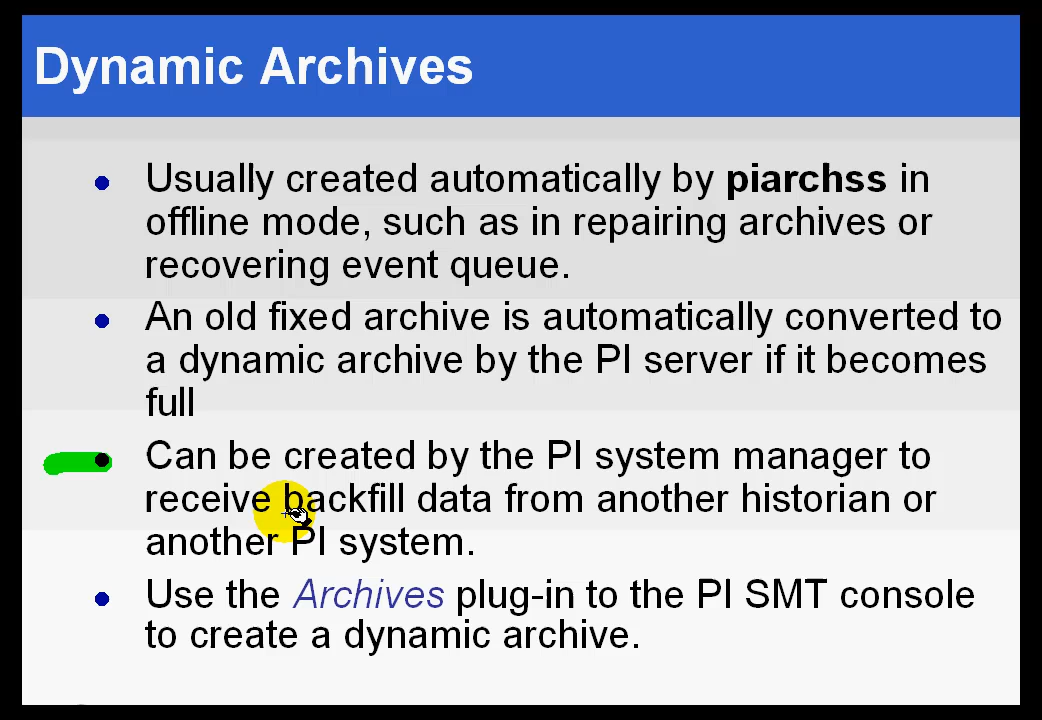 Dynamic Archives
Usually created automatically by piarchss in
offline mode, such as in repairing archives or
recovering event queue.
An old fixed archive is automatically converted to
a dynamic archive by the PI server if it becomes
full
Can be created by the PI system manager to
receive backfill data from another historian or
another PI system.
Use the Archives plug-in to the PI SMT console
to create a dynamic archive.